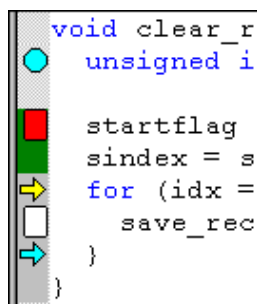 void clear_r
unsigned i
startflag
sindex = s
for (idx =
save_rec
}
}